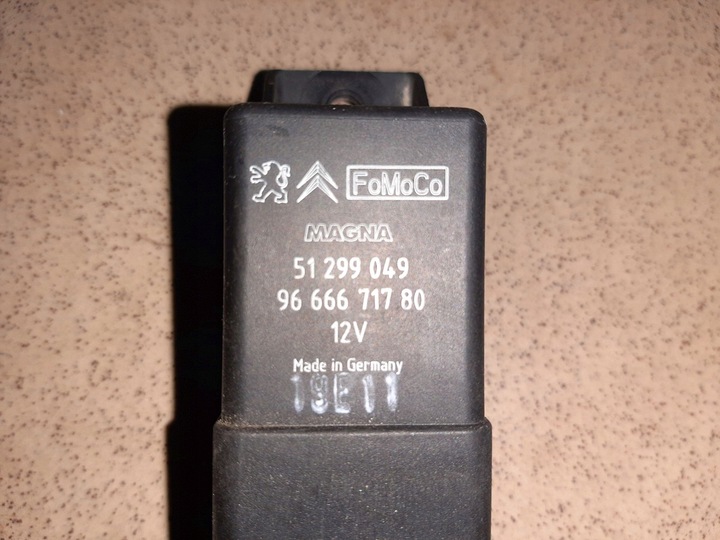 FoMoCo
MAGNA
51 299 049
96 666 717 80
12V
Made in Germany
19E11